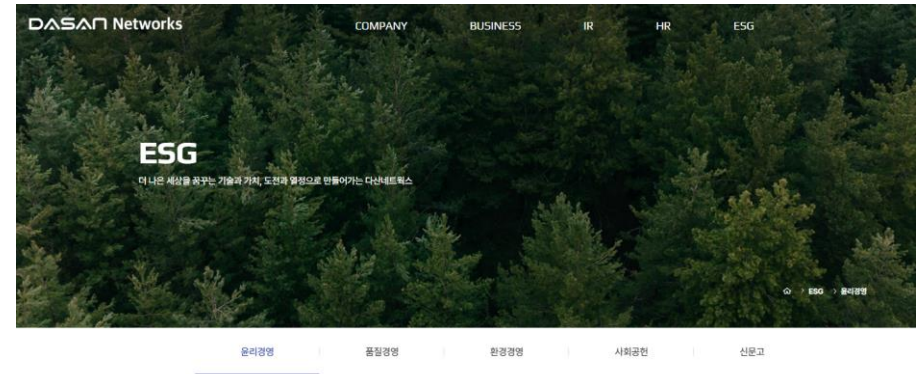 DASAN Networks
COMPANY BUSINESS IR HR ESG
ESG
더 나은 세상을 꿈꾸는 기술과 가치, 도전과 열정으로 만들어가는 다산네트웍스
> ESG > 윤리경영
윤리경영 품질경영 환경경영 사회공헌 신문고